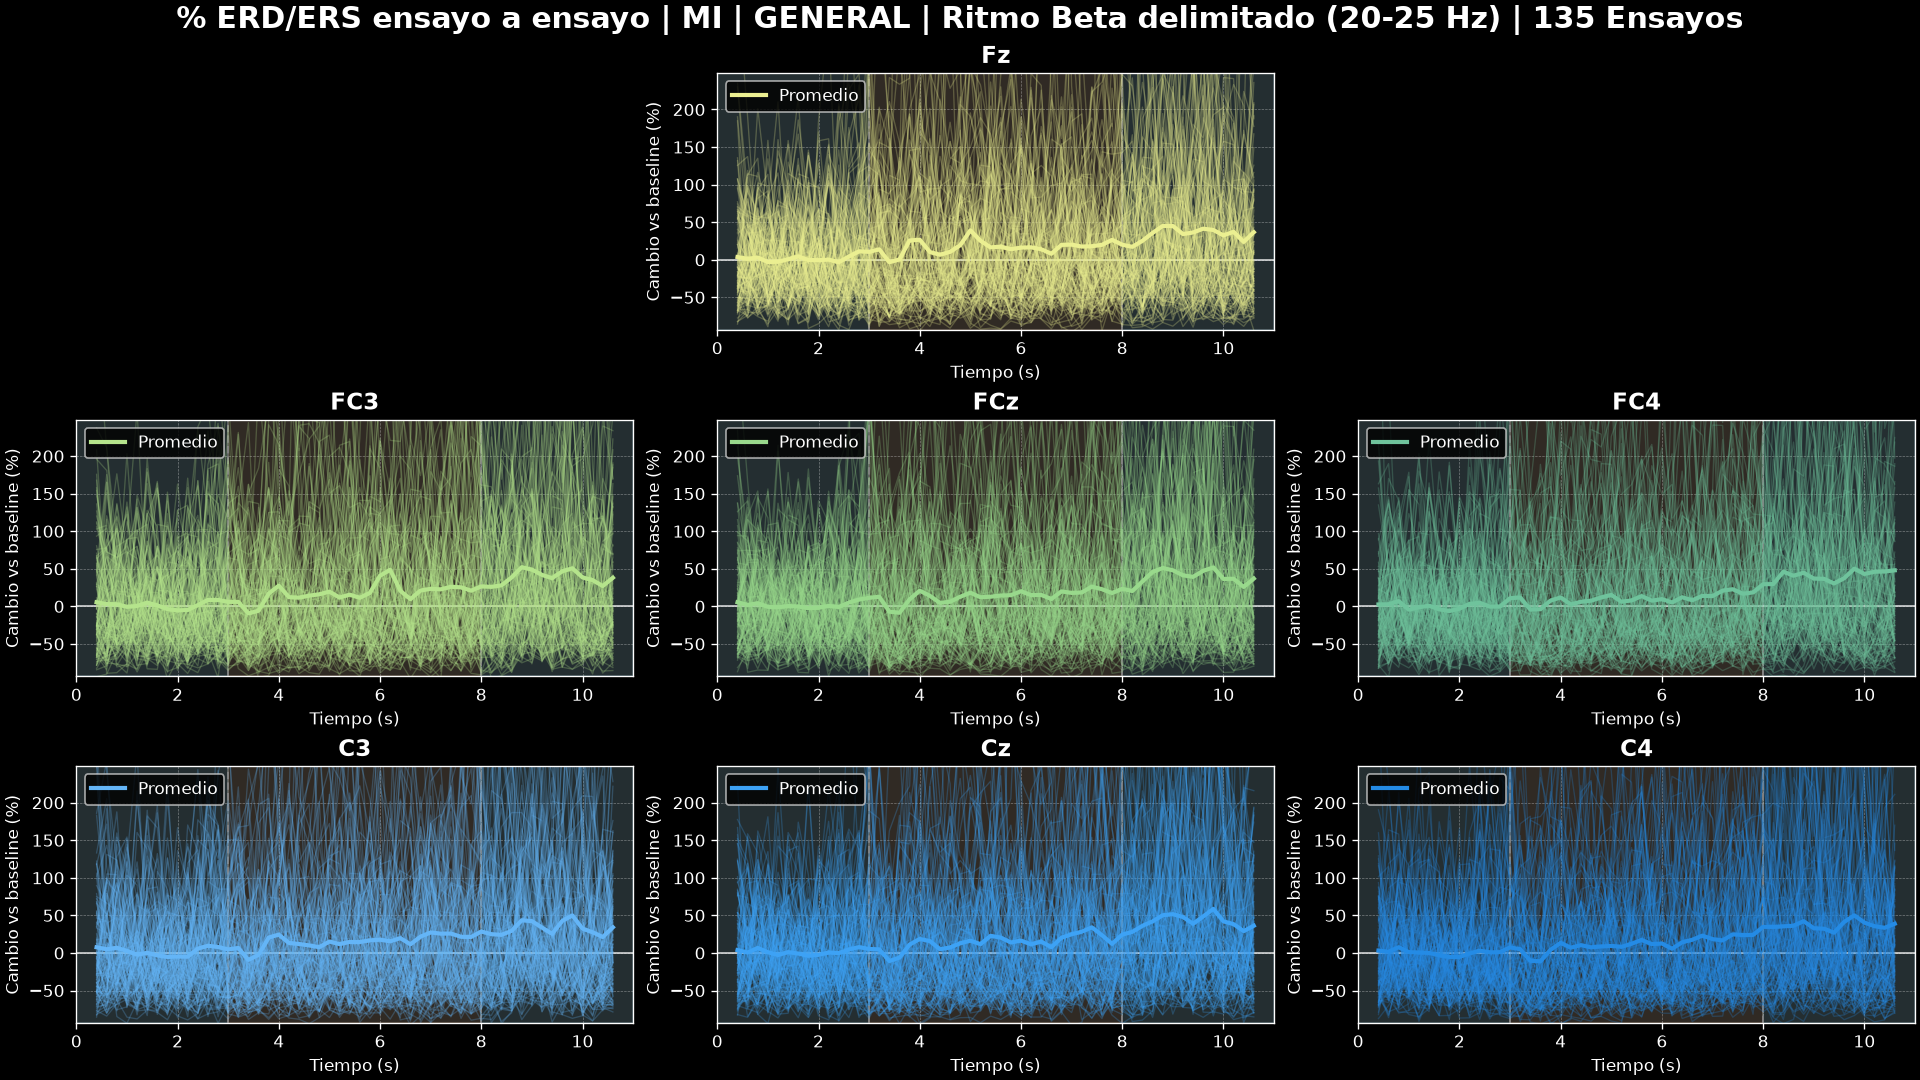 % ERD/ERS ensayo a ensayo | MI | GENERAL | Ritmo Beta delimitado (20-25 Hz) | 135 Ensayos
Fz
Promedio
Cambio vs baseline (%)
200
150
100
50
0
−50
0 2 4 6 8 10
Tiempo (s)
FC3
Promedio
Cambio vs baseline (%)
200
150
100
50
0
−50
0 2 4 6 8 10
Tiempo (s)
FCz
Promedio
Cambio vs baseline (%)
200
150
100
50
0
−50
0 2 4 6 8 10
Tiempo (s)
FC4
Promedio
Cambio vs baseline (%)
200
150
100
50
0
−50
0 2 4 6 8 10
Tiempo (s)
C3
Promedio
Cambio vs baseline (%)
200
150
100
50
0
−50
0 2 4 6 8 10
Tiempo (s)
Cz
Promedio
Cambio vs baseline (%)
200
150
100
50
0
−50
0 2 4 6 8 10
Tiempo (s)
C4
Promedio
Cambio vs baseline (%)
200
150
100
50
0
−50
0 2 4 6 8 10
Tiempo (s)